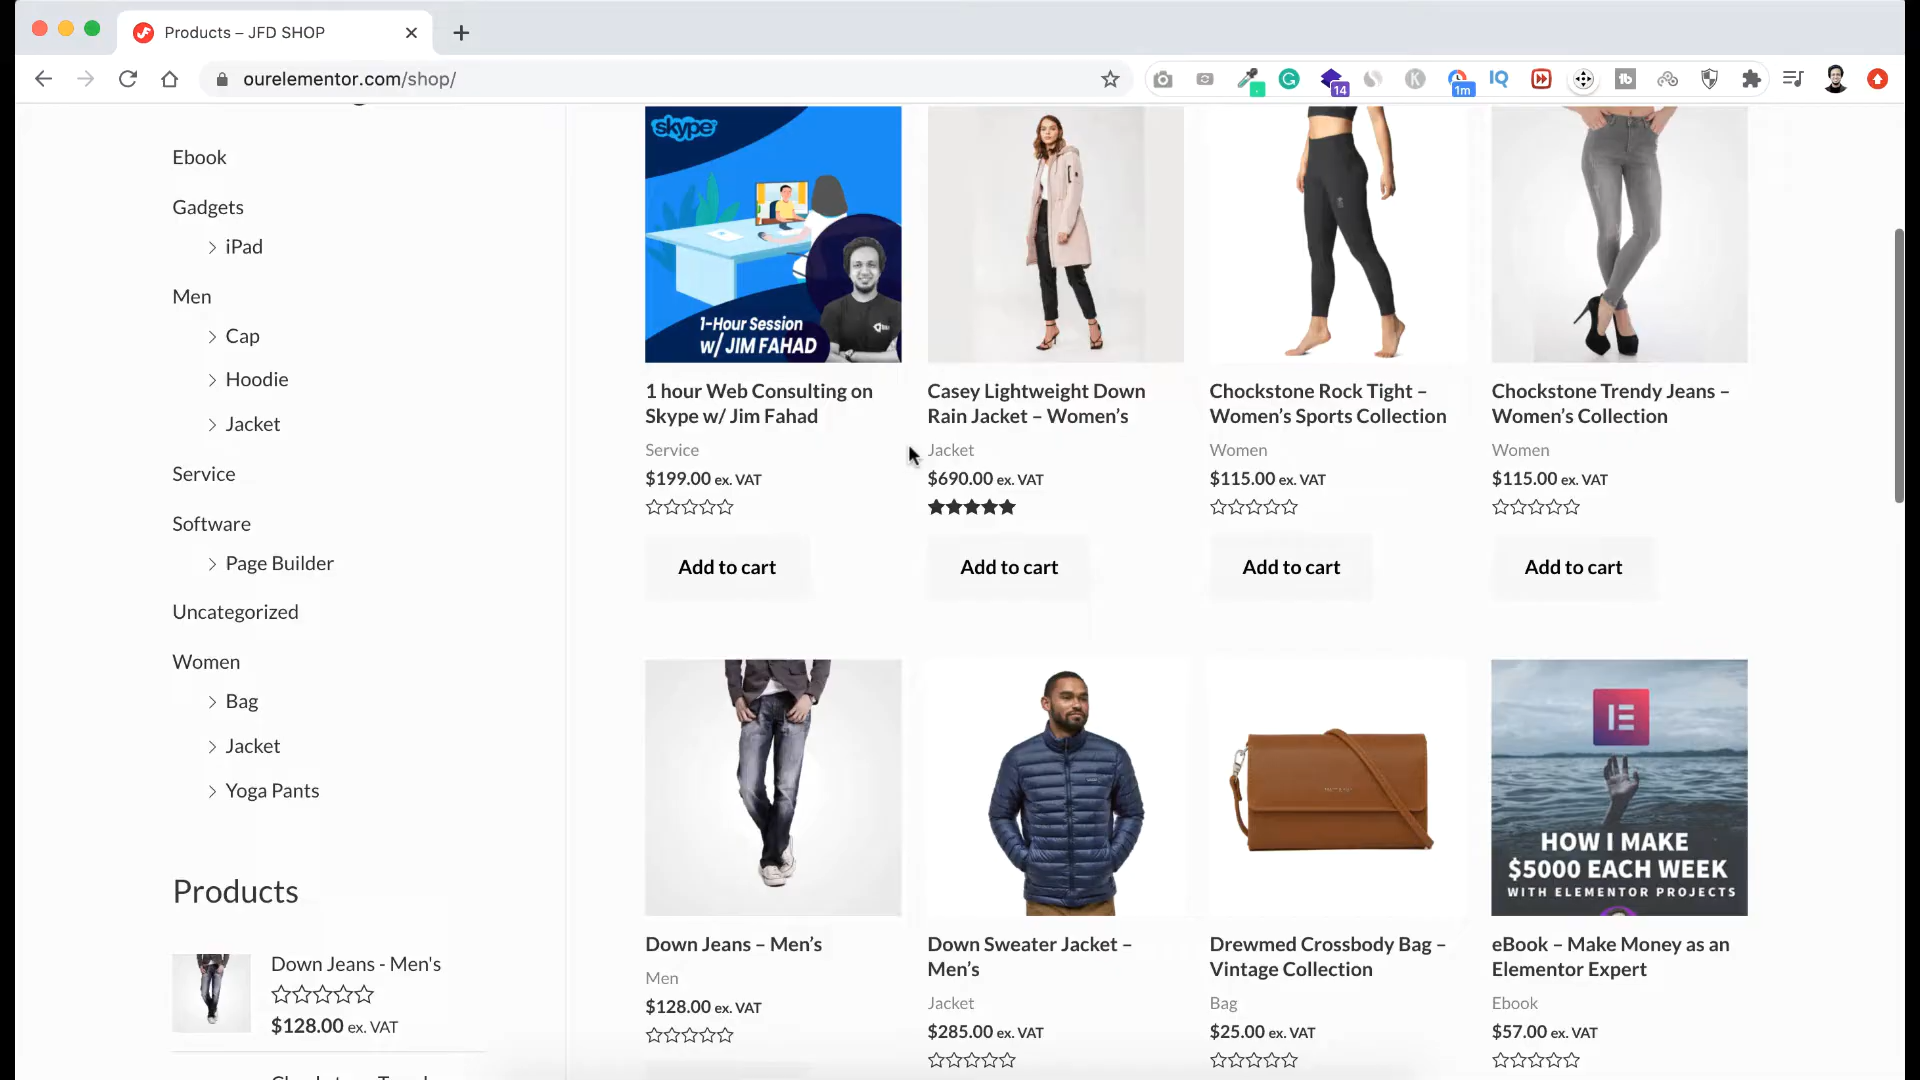 Products – JFD SHOP
ourelementor.com/shop/
14
1m
IQ
Ebook
Gadgets
iPad
Men
Cap
Hoodie
Jacket
Service
Software
Page Builder
Uncategorized
Women
Bag
Jacket
Yoga Pants
Products
Down Jeans - Men's
$128.00 ex. VAT
skype
1-Hour Session
w/ JIM FAHAD
1 hour Web Consulting on
Skype w/ Jim Fahad
Service
$199.00 ex. VAT
Add to cart
Casey Lightweight Down
Rain Jacket – Women’s
Jacket
$690.00 ex. VAT
Add to cart
Chockstone Rock Tight –
Women’s Sports Collection
Women
$115.00 ex. VAT
Add to cart
Chockstone Trendy Jeans –
Women’s Collection
Women
$115.00 ex. VAT
Add to cart
Down Jeans – Men’s
Men
$128.00 ex. VAT
Down Sweater Jacket –
Men’s
Jacket
$285.00 ex. VAT
Drewmed Crossbody Bag –
Vintage Collection
Bag
$25.00 ex. VAT
HOW I MAKE
$5000 EACH WEEK
WITH ELEMENTOR PROJECTS
eBook – Make Money as an
Elementor Expert
Ebook
$57.00 ex. VAT